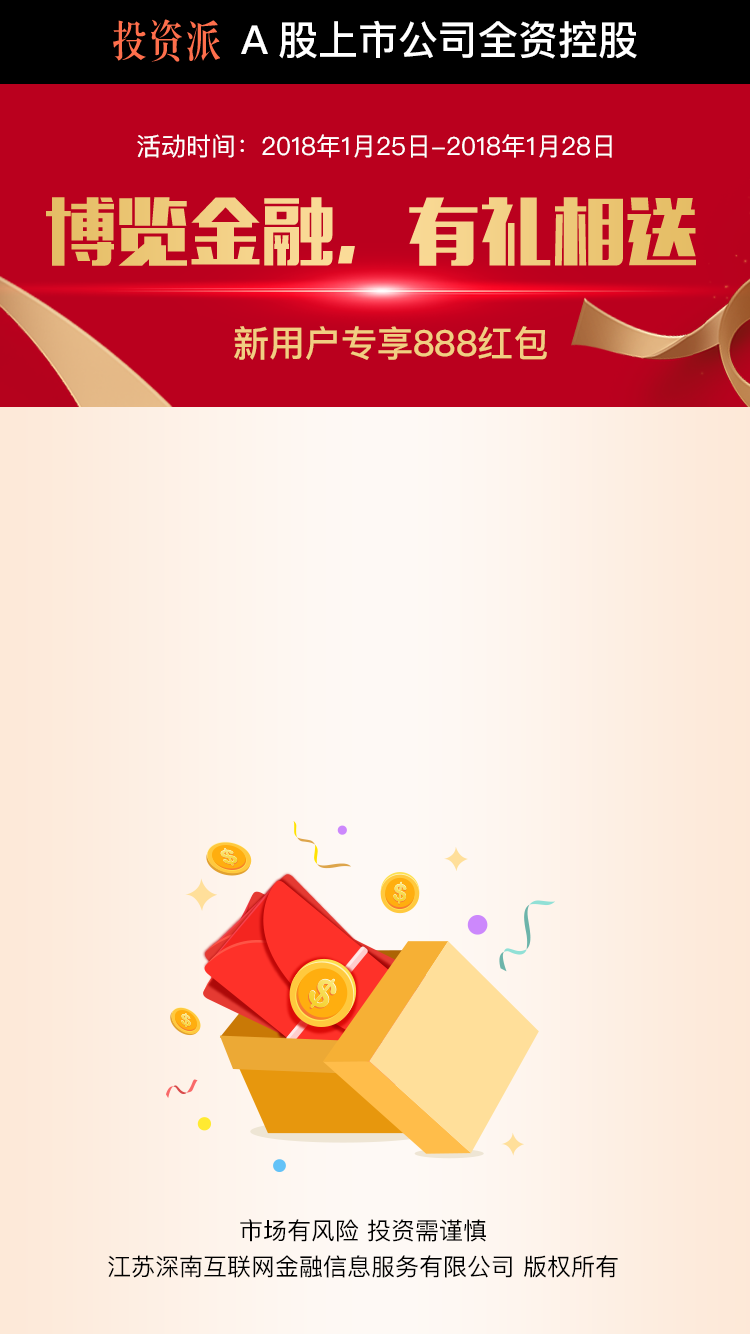 投资派 A 股上市公司全资控股
活动时间：2018年1月25日-2018年1月28日
博览金融，有礼相送
新用户专享888红包
市场有风险 投资需谨慎
江苏深南互联网金融信息服务有限公司 版权所有